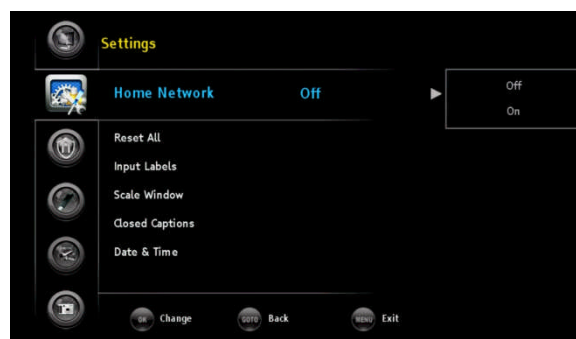 Settings
Home Network Off
Off
On
Reset All
Input Labels
Scale Window
Closed Captions
Date & Time
OK Change GOTO Back MENU Exit